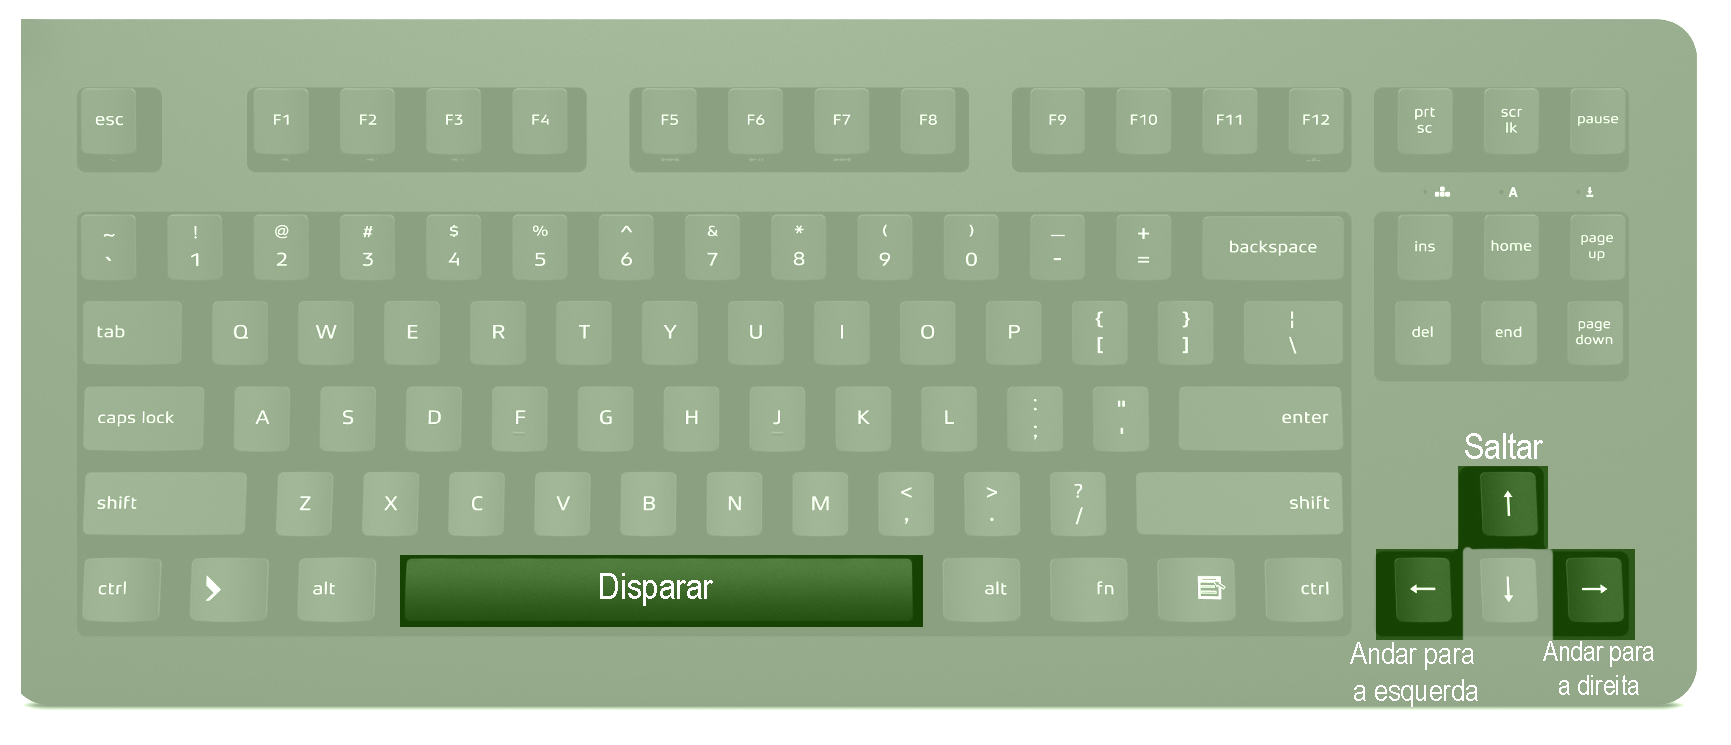 esc F1 F2 F3 F4 F5 F6 F7 F8 F9 F10 F11 F12 prt sc scr lk pause
A
~ ` ! 1 @ 2 # 3 $ 4 % 5 ^ 6 & 7 * 8 ( 9 ) 0 — - + = backspace ins home page up
tab Q W E R T Y U I O P { [ } ] ¦ \ del end page down
caps lock A S D F G H J K L : ; " ' enter
Saltar
shift Z X C V B N M < , > . ? / shift ↑
ctrl alt Disparar alt fn ctrl ← ↓ →
Andar para
a esquerda
Andar para
a direita